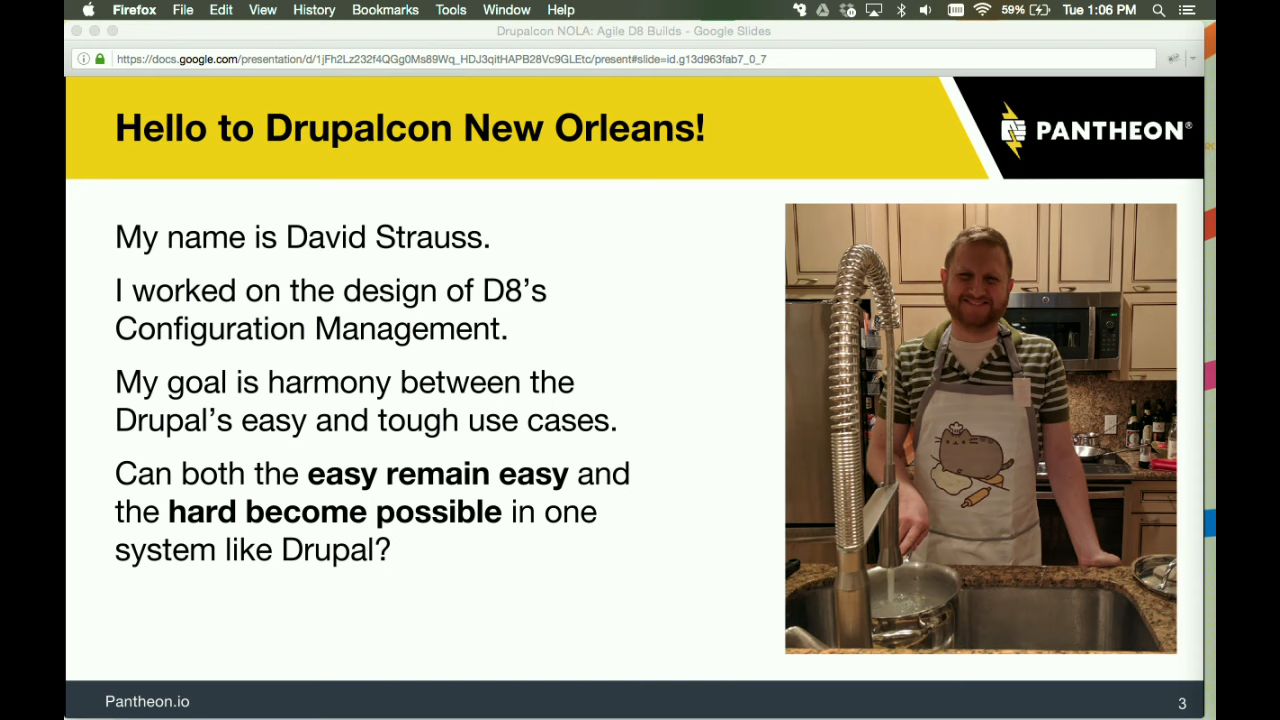 Firefox File Edit View History Bookmarks Tools Window Help 59% Tue 1:06 PM
Drupalcon NOLA: Agile D8 Builds - Google Slides
https://docs.google.com/presentation/d/1jFh2Lz232f4QGg0Ms89Wq_HDJ3qitHAPB28Vc9GLEtc/present#slide=id.g13d963fab7_0_7
Hello to Drupalcon New Orleans!
PANTHEON®
My name is David Strauss.
I worked on the design of D8’s
Configuration Management.
My goal is harmony between the
Drupal’s easy and tough use cases.
Can both the easy remain easy and
the hard become possible in one
system like Drupal?
Pantheon.io
3